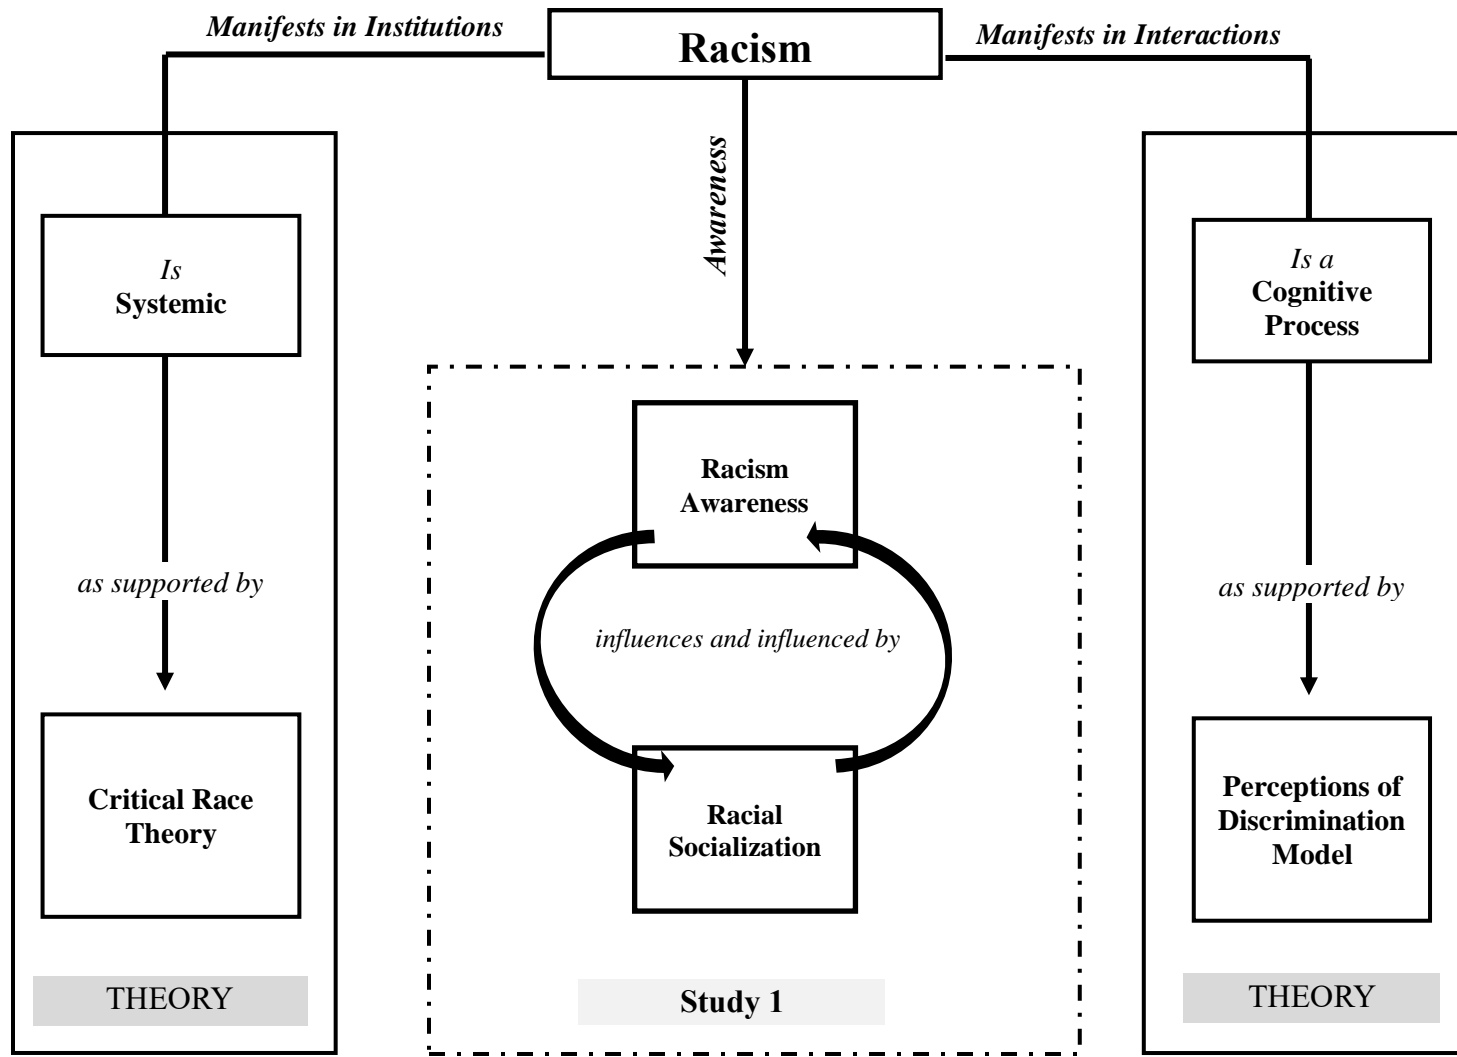 Manifests in Institutions
Racism
Manifests in Interactions
Awareness
Is
Systemic
as supported by
Critical Race
Theory
THEORY
Racism
Awareness
influences and influenced by
Racial
Socialization
Study 1
Is a
Cognitive
Process
as supported by
Perceptions of
Discrimination
Model
THEORY